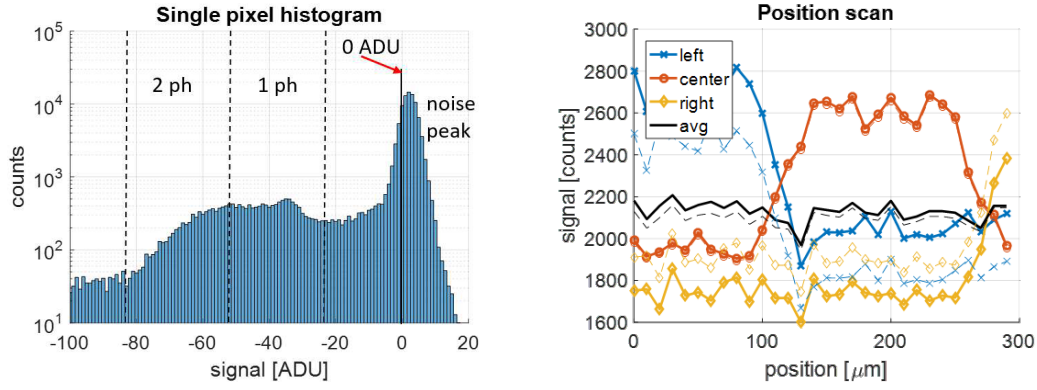 Single pixel histogram
10^5
10^4
10^3
10^2
10^1
counts
2 ph
1 ph
0 ADU
noise
peak
-100
-80
-60
-40
-20
0
20
signal [ADU]
Position scan
3000
2800
2600
2400
2200
2000
1800
1600
signal [counts]
left
center
right
avg
0
100
200
300
position [μm]